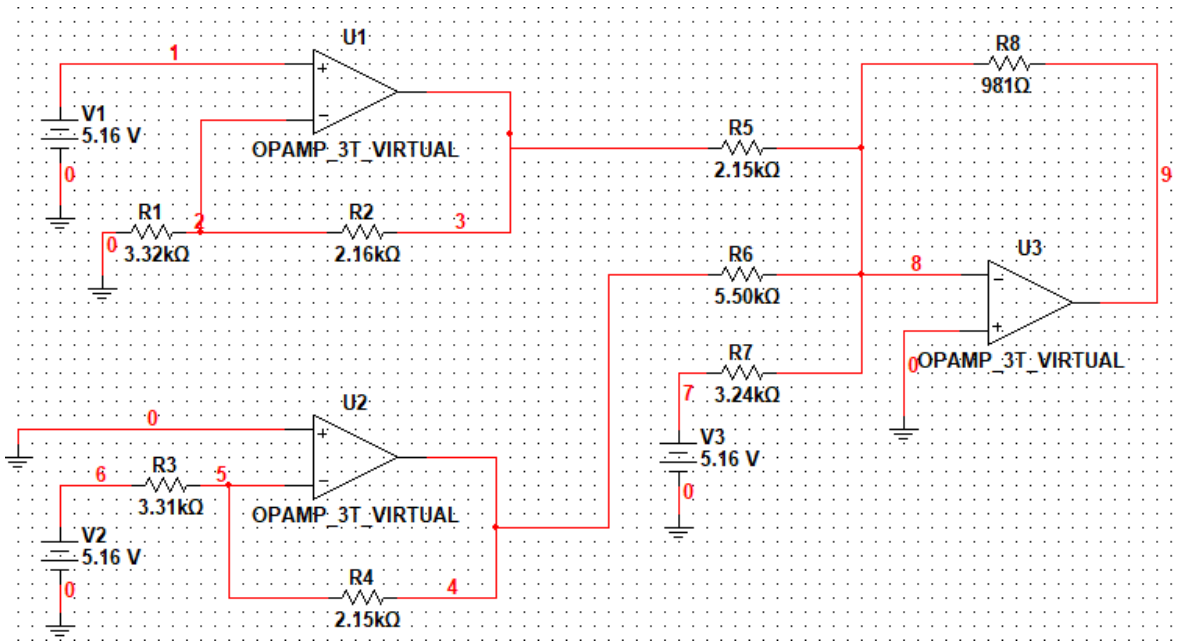 U1
R8
1
981Ω
+
V1
−
R5
5.16 V
OPAMP_3T_VIRTUAL
2.15kΩ
0
9
R1
2
R2
3
0
3.32kΩ
2.16kΩ
R6
8
U3
5.50kΩ
−
+
R7
0
OPAMP_3T_VIRTUAL
7
3.24kΩ
0
U2
+
V3
5.16 V
6
R3
5
−
0
3.31kΩ
OPAMP_3T_VIRTUAL
V2
5.16 V
0
R4
4
2.15kΩ